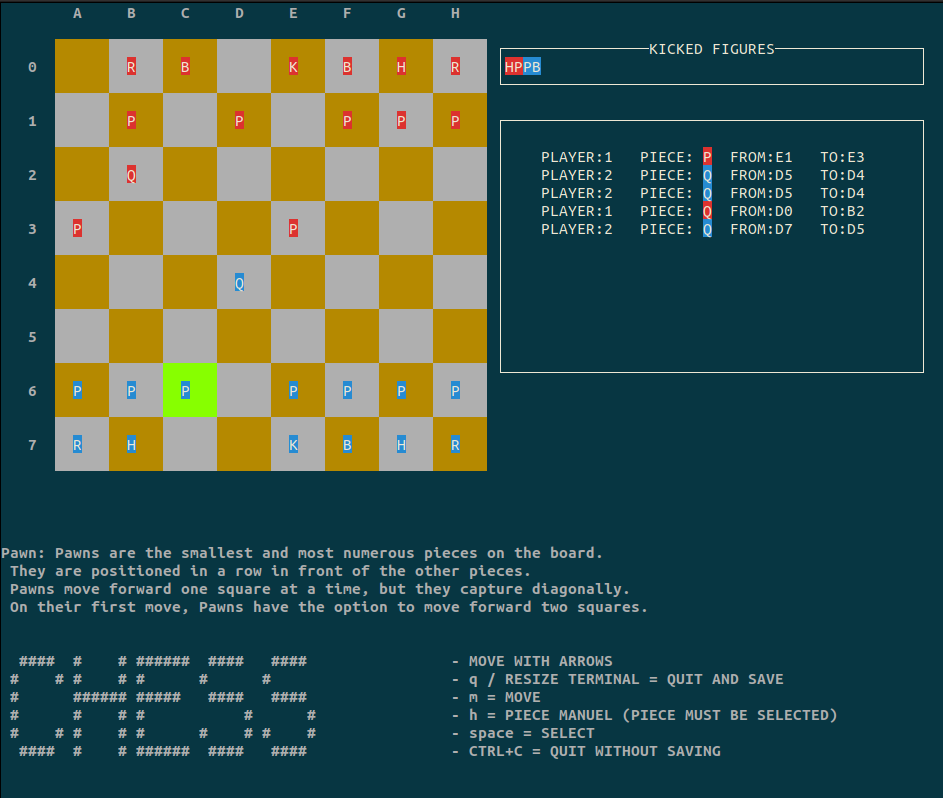 A B C D E F G H
KICKED FIGURES
0 R B K B H R
HPPB
1 P P P P P
PLAYER:1 PIECE: P FROM:E1 TO:E3
2 Q
PLAYER:2 PIECE: Q FROM:D5 TO:D4
PLAYER:2 PIECE: Q FROM:D5 TO:D4
PLAYER:1 PIECE: Q FROM:D0 TO:B2
3 P P
PLAYER:2 PIECE: Q FROM:D7 TO:D5
4 Q
5
6 P P P P P P P
7 R H K B H R
Pawn: Pawns are the smallest and most numerous pieces on the board.
They are positioned in a row in front of the other pieces.
Pawns move forward one square at a time, but they capture diagonally.
On their first move, Pawns have the option to move forward two squares.
CHESS
- MOVE WITH ARROWS
- q / RESIZE TERMINAL = QUIT AND SAVE
- m = MOVE
- h = PIECE MANUEL (PIECE MUST BE SELECTED)
- space = SELECT
- CTRL+C = QUIT WITHOUT SAVING